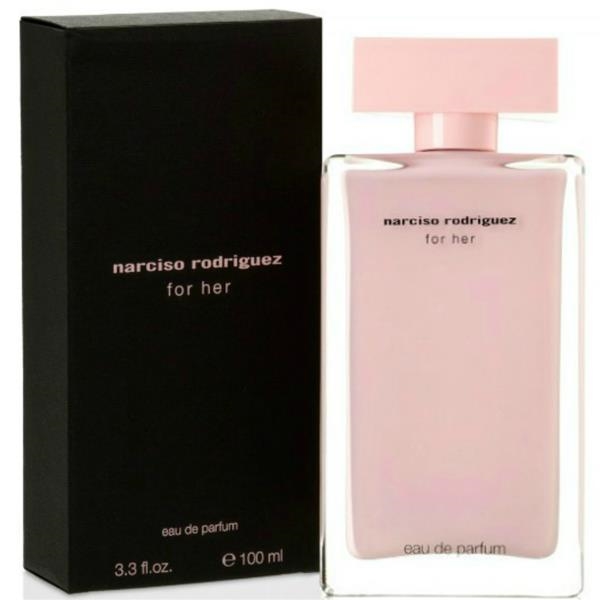 narciso rodriguez
for her
eau de parfum
3.3 fl.oz. ℮ 100 ml
narciso rodriguez
for her
eau de parfum